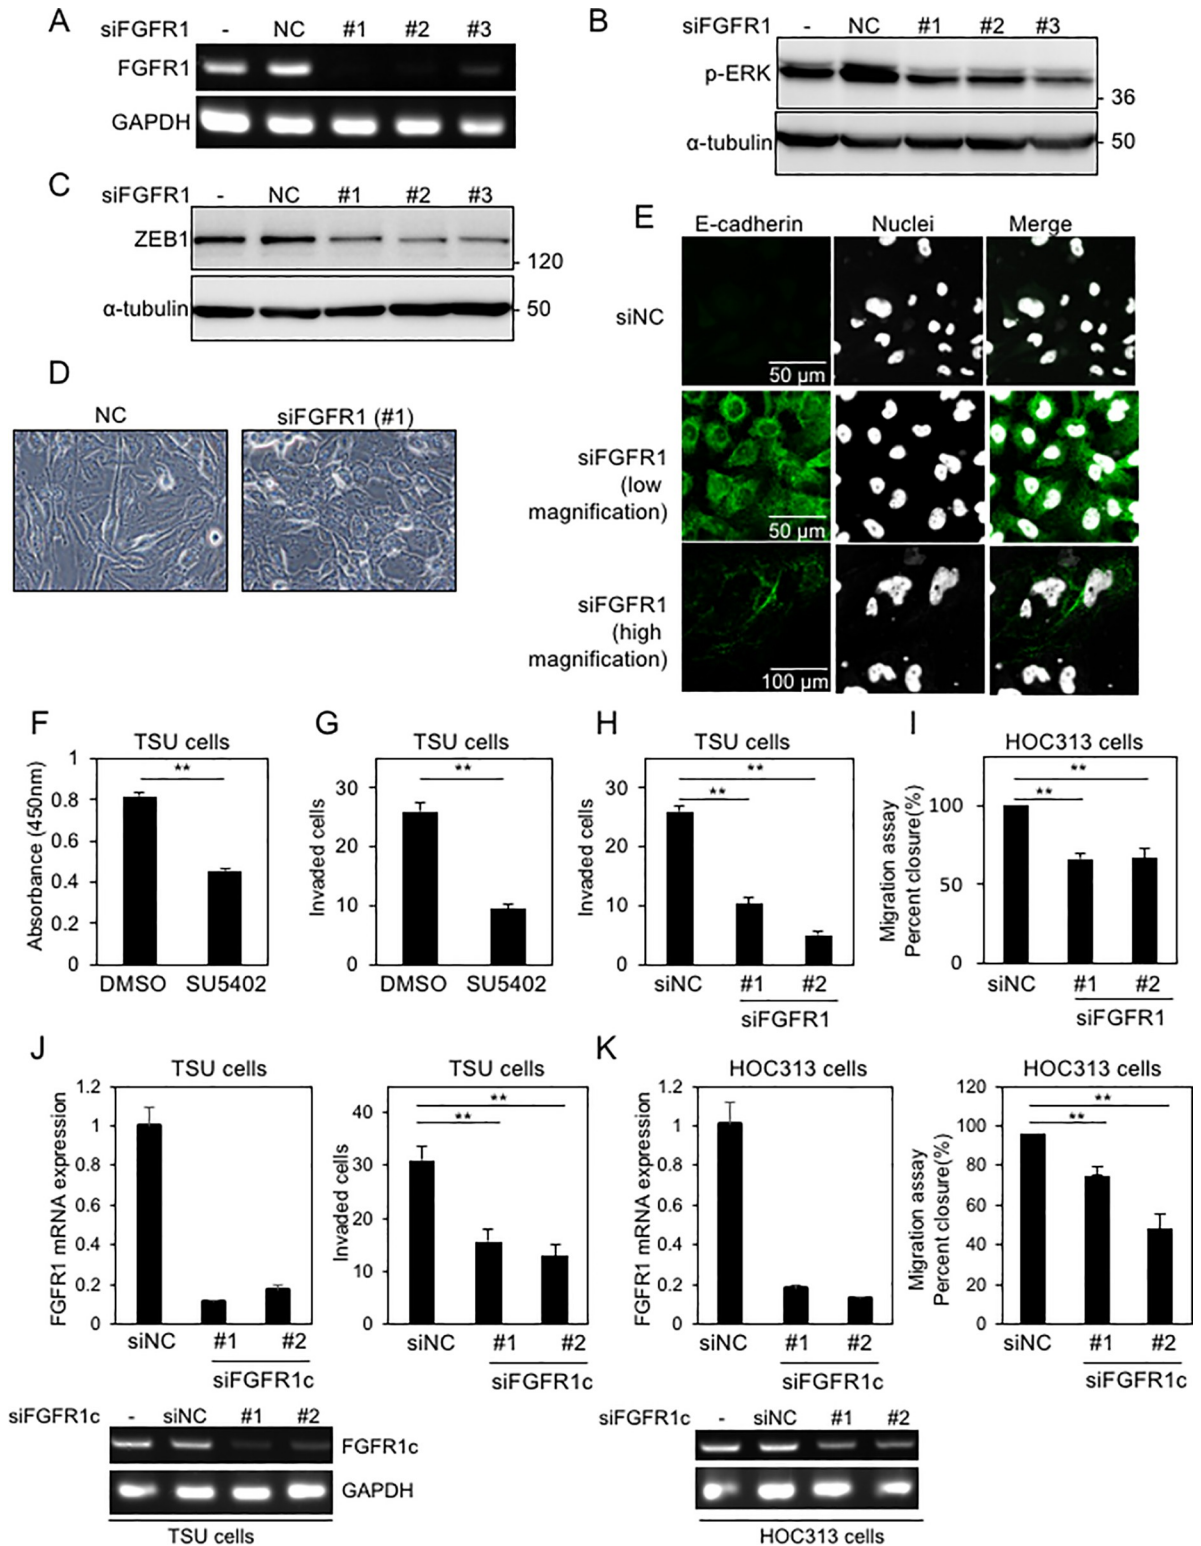 A
siFGFR1 - NC #1 #2 #3
FGFR1
GAPDH
B
siFGFR1 - NC #1 #2 #3
p-ERK
36
α-tubulin
50
C
siFGFR1 - NC #1 #2 #3
ZEB1
120
α-tubulin
50
D
NC siFGFR1 (#1)
E
E-cadherin Nuclei Merge
siNC
50 µm
siFGFR1
(low
magnification)
50 µm
siFGFR1
(high
magnification)
100 µm
F
TSU cells
Absorbance (450nm)
1
0.8
0.6
0.4
0.2
0
**
DMSO SU5402
G
TSU cells
Invaded cells
30
20
10
0
**
DMSO SU5402
H
TSU cells
Invaded cells
30
20
10
0
**
**
siNC #1 #2
siFGFR1
I
HOC313 cells
Migration assay
Percent closure(%)
100
50
0
**
**
siNC #1 #2
siFGFR1
J
TSU cells
FGFR1 mRNA expression
1.2
1
0.8
0.6
0.4
0.2
0
siNC #1 #2
siFGFR1c
TSU cells
Invaded cells
40
30
20
10
0
**
**
siNC #1 #2
siFGFR1c
siFGFR1c - siNC #1 #2
FGFR1c
GAPDH
TSU cells
K
HOC313 cells
FGFR1 mRNA expression
1.2
1
0.8
0.6
0.4
0.2
0
siNC #1 #2
siFGFR1c
HOC313 cells
Migration assay
Percent closure(%)
120
100
80
60
40
20
0
**
**
siNC #1 #2
siFGFR1c
siFGFR1c - siNC #1 #2
HOC313 cells